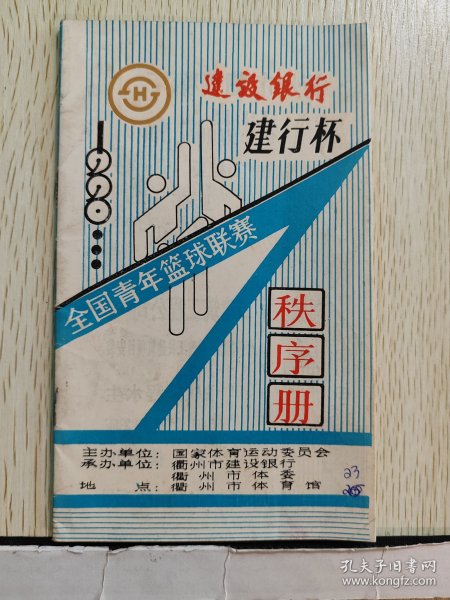 建设银行
建行杯
1990....
全国青年篮球联赛
秩序册
主办单位: 国家体育运动委员会
承办单位: 衢州市建设银行
衢州市体委
地点: 衢州市体育馆
23
孔夫子旧书网
www.kongfz.com